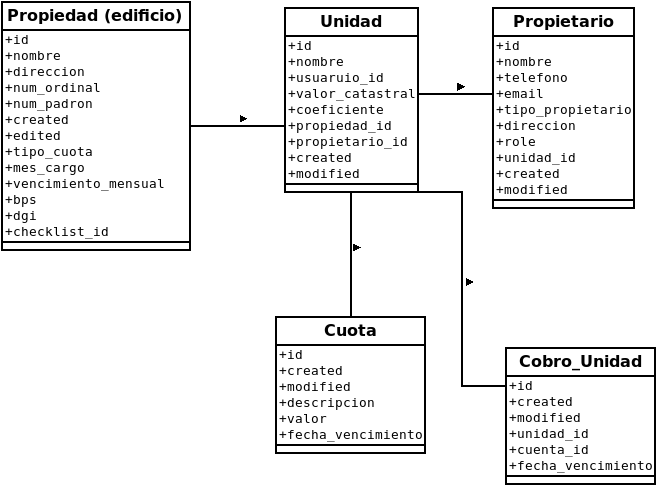 Propiedad (edificio)
+id
+nombre
+direccion
+num_ordinal
+num_padron
+created
+edited
+tipo_cuota
+mes_cargo
+vencimiento_mensual
+bps
+dgi
+checklist_id
Unidad
+id
+nombre
+usuaruio_id
+valor_catastral
+coeficiente
+propiedad_id
+propietario_id
+created
+modified
Propietario
+id
+nombre
+telefono
+email
+tipo_propietario
+direccion
+role
+unidad_id
+created
+modified
Cuota
+id
+created
+modified
+descripcion
+valor
+fecha_vencimiento
Cobro_Unidad
+id
+created
+modified
+unidad_id
+cuenta_id
+fecha_vencimiento